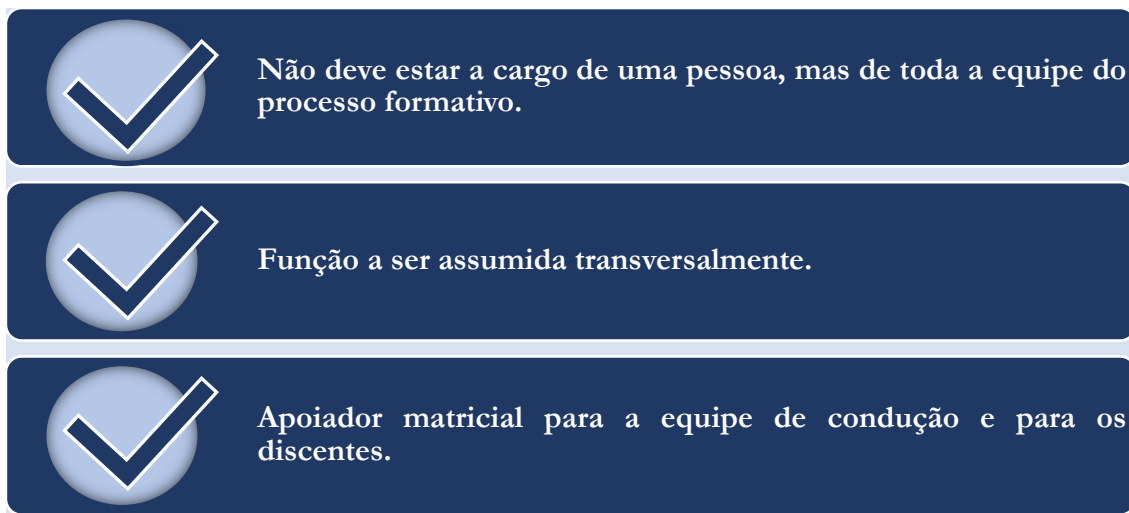 Não deve estar a cargo de uma pessoa, mas de toda a equipe do
processo formativo.
Função a ser assumida transversalmente.
Apoiador matricial para a equipe de condução e para os
discentes.